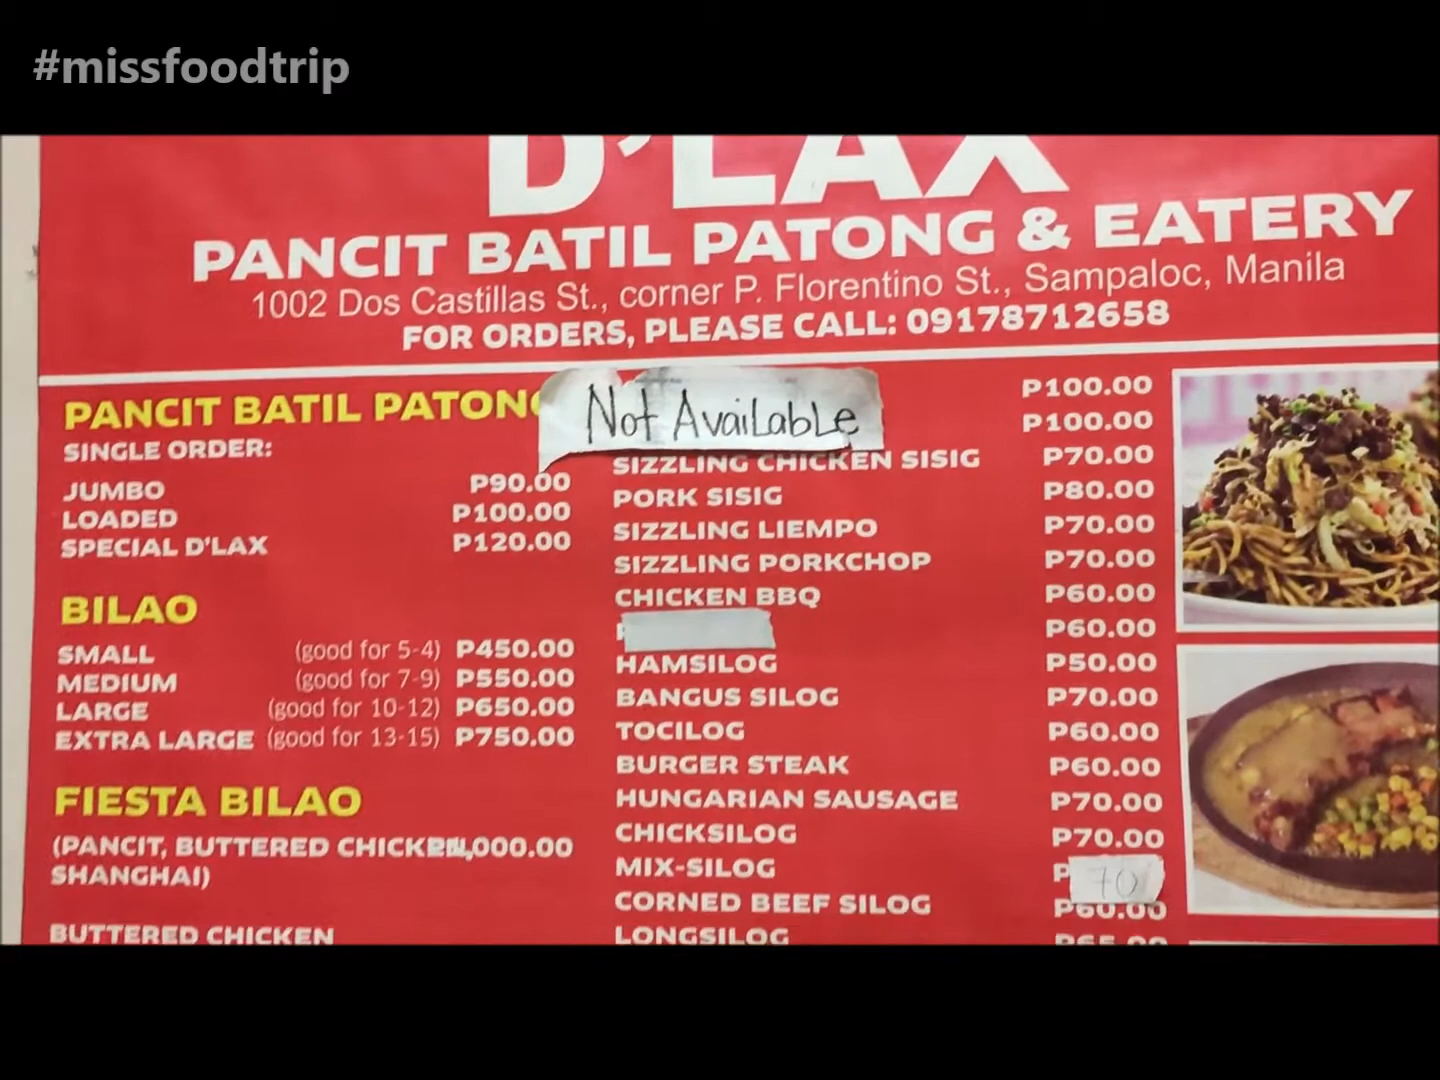 #missfoodtrip
D'LAX
PANCIT BATIL PATONG & EATERY
1002 Dos Castillas St., corner P. Florentino St., Sampaloc, Manila
FOR ORDERS, PLEASE CALL: 09178712658
PANCIT BATIL PATONG
SINGLE ORDER:
JUMBO P90.00
LOADED P100.00
SPECIAL D'LAX P120.00
BILAO
SMALL (good for 5-4) P450.00
MEDIUM (good for 7-9) P550.00
LARGE (good for 10-12) P650.00
EXTRA LARGE (good for 13-15) P750.00
FIESTA BILAO
(PANCIT, BUTTERED CHICKEN, ,000.00
SHANGHAI)
BUTTERED CHICKEN
Not Available
P100.00
P100.00
SIZZLING CHICKEN SISIG P70.00
PORK SISIG P80.00
SIZZLING LIEMPO P70.00
SIZZLING PORKCHOP P70.00
CHICKEN BBQ P60.00
P60.00
HAMSILOG P50.00
BANGUS SILOG P70.00
TOCILOG P60.00
BURGER STEAK P60.00
HUNGARIAN SAUSAGE P70.00
CHICKSILOG P70.00
MIX-SILOG P 70
CORNED BEEF SILOG P60.00
LONGSILOG P65.00